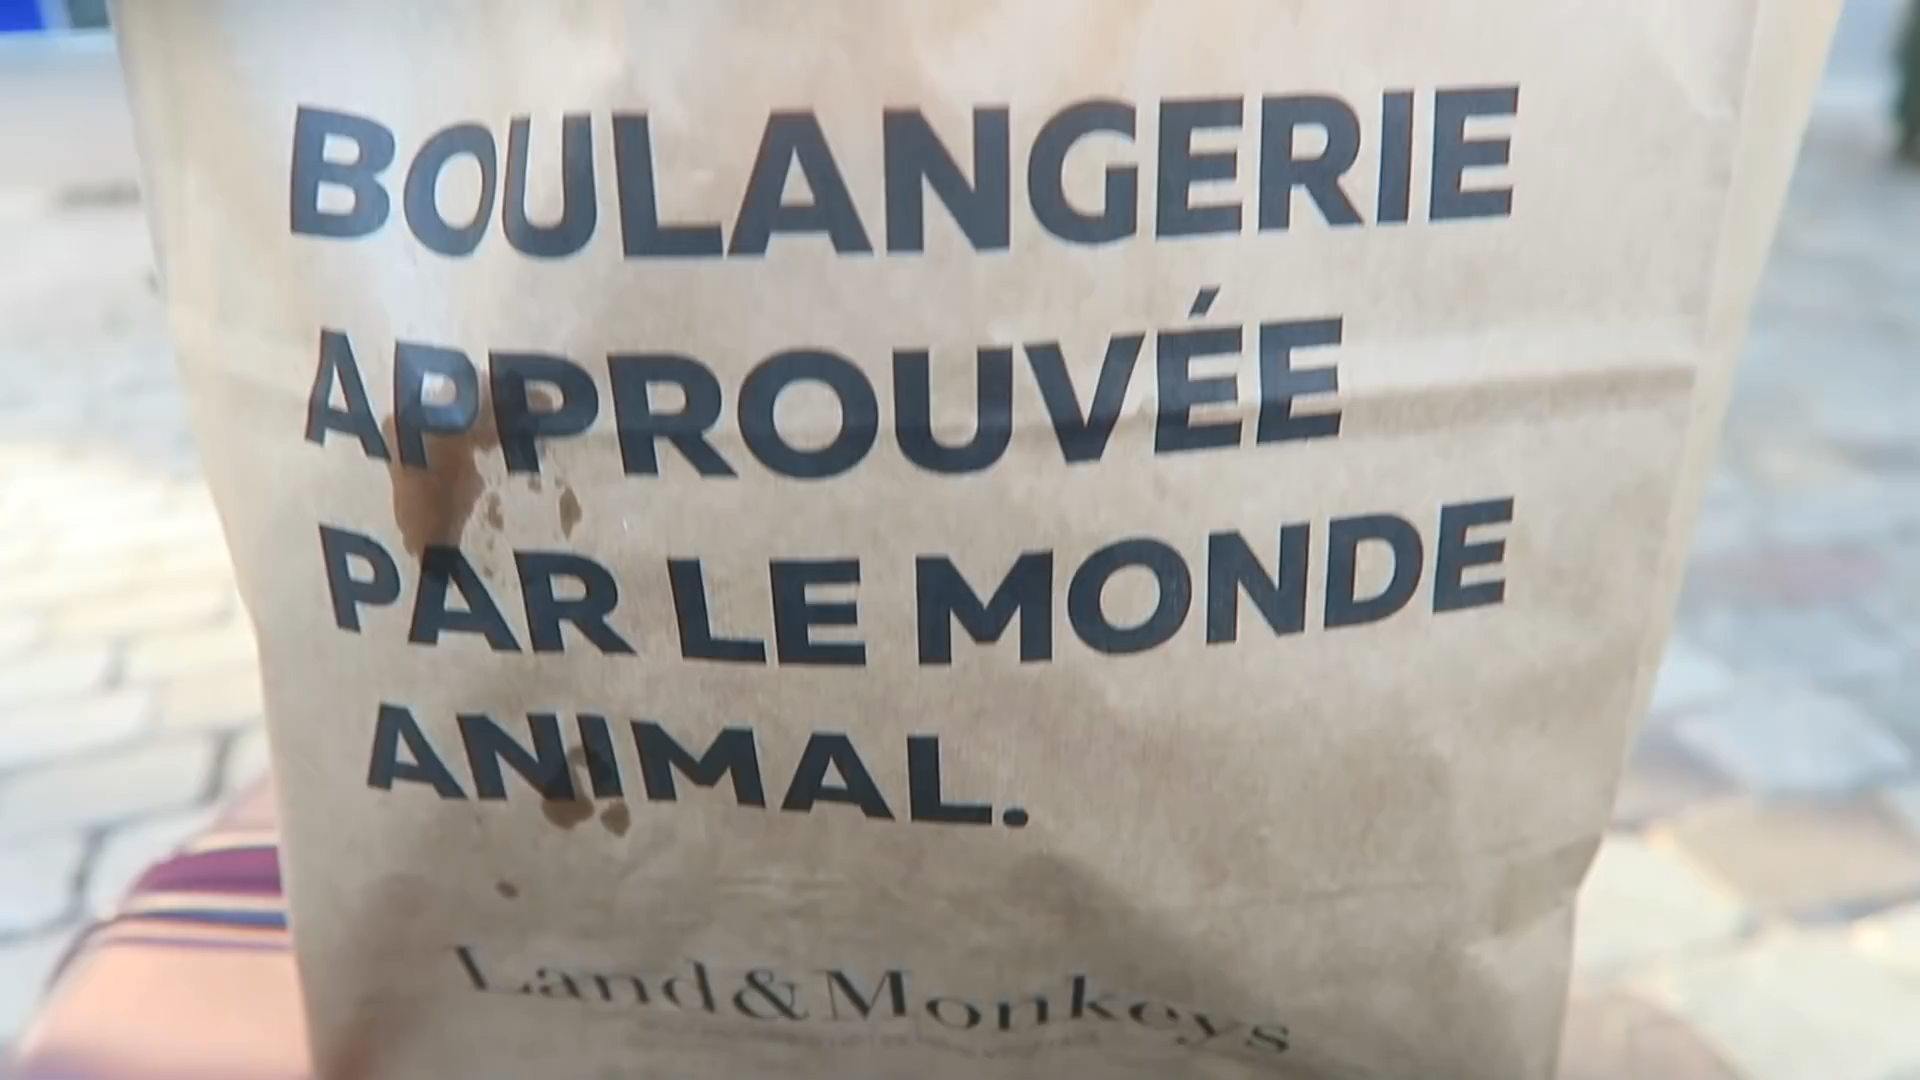 BOULANGERIE
APPROUVÉE
PAR LE MONDE
ANIMAL.
Land&Monkeys